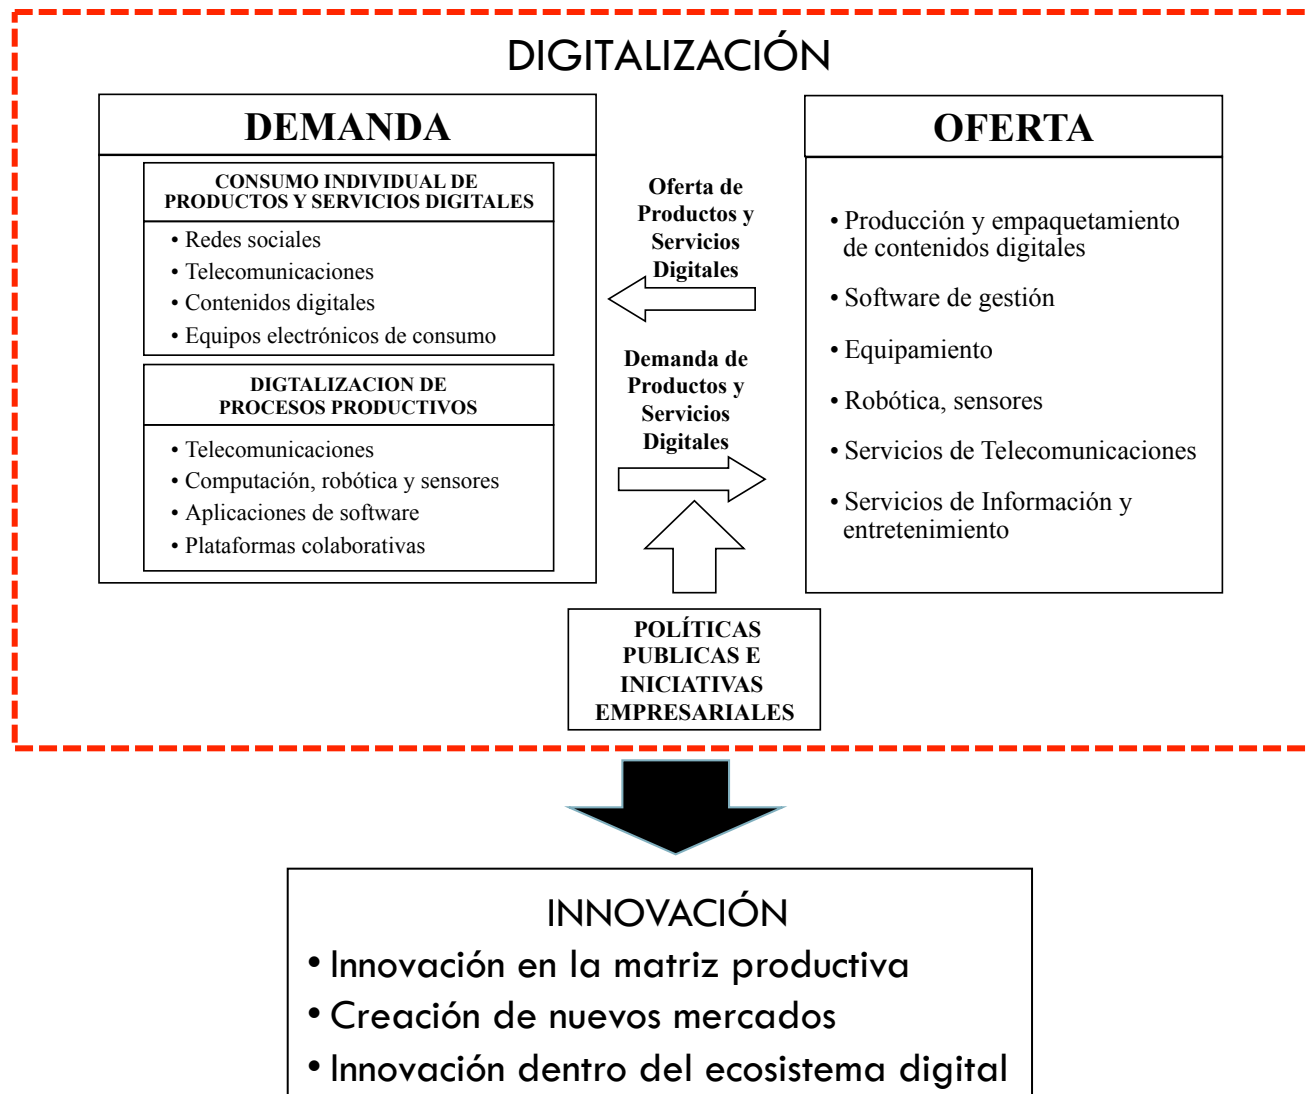 DIGITALIZACIÓN
DEMANDA
CONSUMO INDIVIDUAL DE
PRODUCTOS Y SERVICIOS DIGITALES
• Redes sociales
• Telecomunicaciones
• Contenidos digitales
• Equipos electrónicos de consumo
DIGTALIZACION DE
PROCESOS PRODUCTIVOS
• Telecomunicaciones
• Computación, robótica y sensores
• Aplicaciones de software
• Plataformas colaborativas
Oferta de
Productos y
Servicios
Digitales
Demanda de
Productos y
Servicios
Digitales
OFERTA
• Producción y empaquetamiento
de contenidos digitales
• Software de gestión
• Equipamiento
• Robótica, sensores
• Servicios de Telecomunicaciones
• Servicios de Información y
entretenimiento
POLÍTICAS
PUBLICAS E
INICIATIVAS
EMPRESARIALES
INNOVACIÓN
• Innovación en la matriz productiva
• Creación de nuevos mercados
• Innovación dentro del ecosistema digital